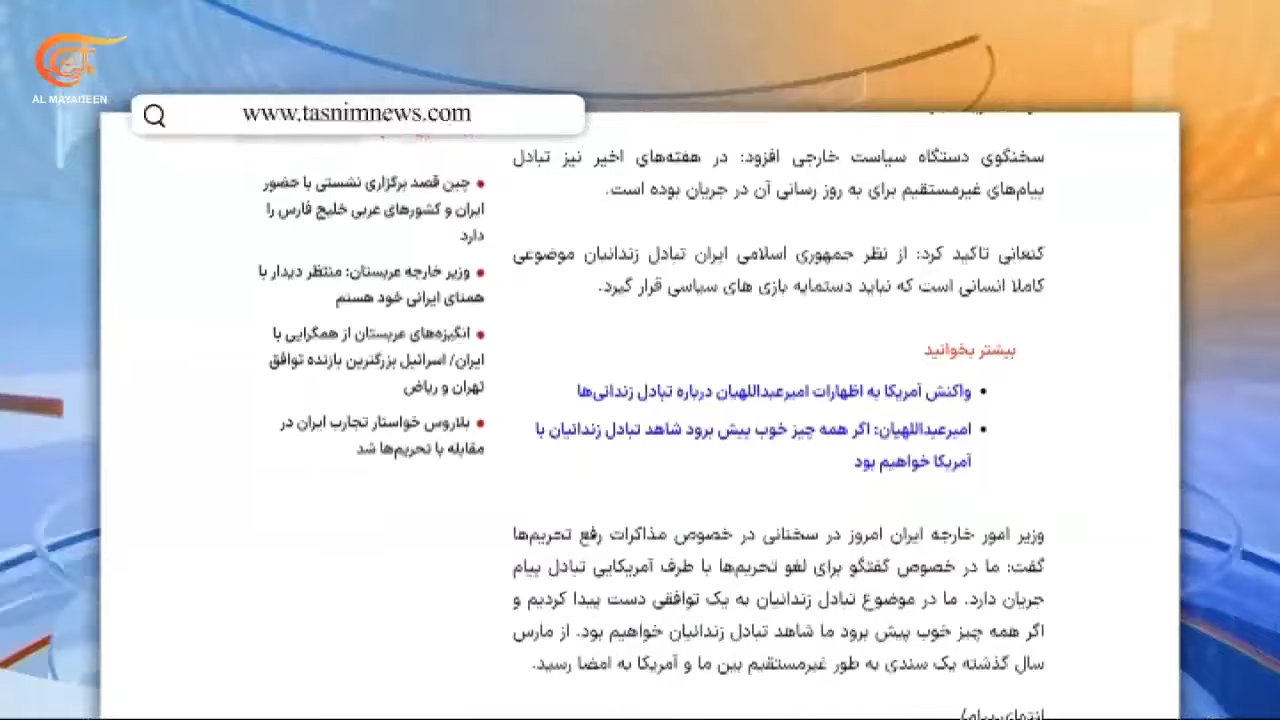 AL MAYADEEN
www.tasnimnews.com
سخنگوی دستگاه سیاست خارجی افزود: در هفته‌های اخیر نیز تبادل
پیام‌های غیرمستقیم برای به روز رسانی آن در جریان بوده است.
کنعانی تاکید کرد: از نظر جمهوری اسلامی ایران تبادل زندانیان موضوعی
کاملا انسانی است که نباید دستمایه بازی های سیاسی قرار گیرد.
بیشتر بخوانید
• واکنش آمریکا به اظهارات امیرعبداللهیان درباره تبادل زندانی‌ها
• امیرعبداللهیان: اگر همه چیز خوب پیش برود شاهد تبادل زندانیان با
آمریکا خواهیم بود
وزیر امور خارجه ایران امروز در سخنانی در خصوص مذاکرات رفع تحریم‌ها
گفت: ما در خصوص گفتگو برای لغو تحریم‌ها با طرف آمریکایی تبادل پیام
جریان دارد. ما در موضوع تبادل زندانیان به یک توافقی دست پیدا کردیم و
اگر همه چیز خوب پیش برود ما شاهد تبادل زندانیان خواهیم بود. از مارس
سال گذشته یک سندی به طور غیرمستقیم بین ما و آمریکا به امضا رسید.
انتهای پیام/
• چین قصد برگزاری نشستی با حضور
ایران و کشورهای عربی خلیج فارس را
دارد
• وزیر خارجه عربستان: منتظر دیدار با
همتای ایرانی خود هستم
• انگیزه‌های عربستان از همگرایی با
ایران/ اسرائیل بزرگترین بازنده توافق
تهران و ریاض
• بلاروس خواستار تجارب ایران در
مقابله با تحریم‌ها شد